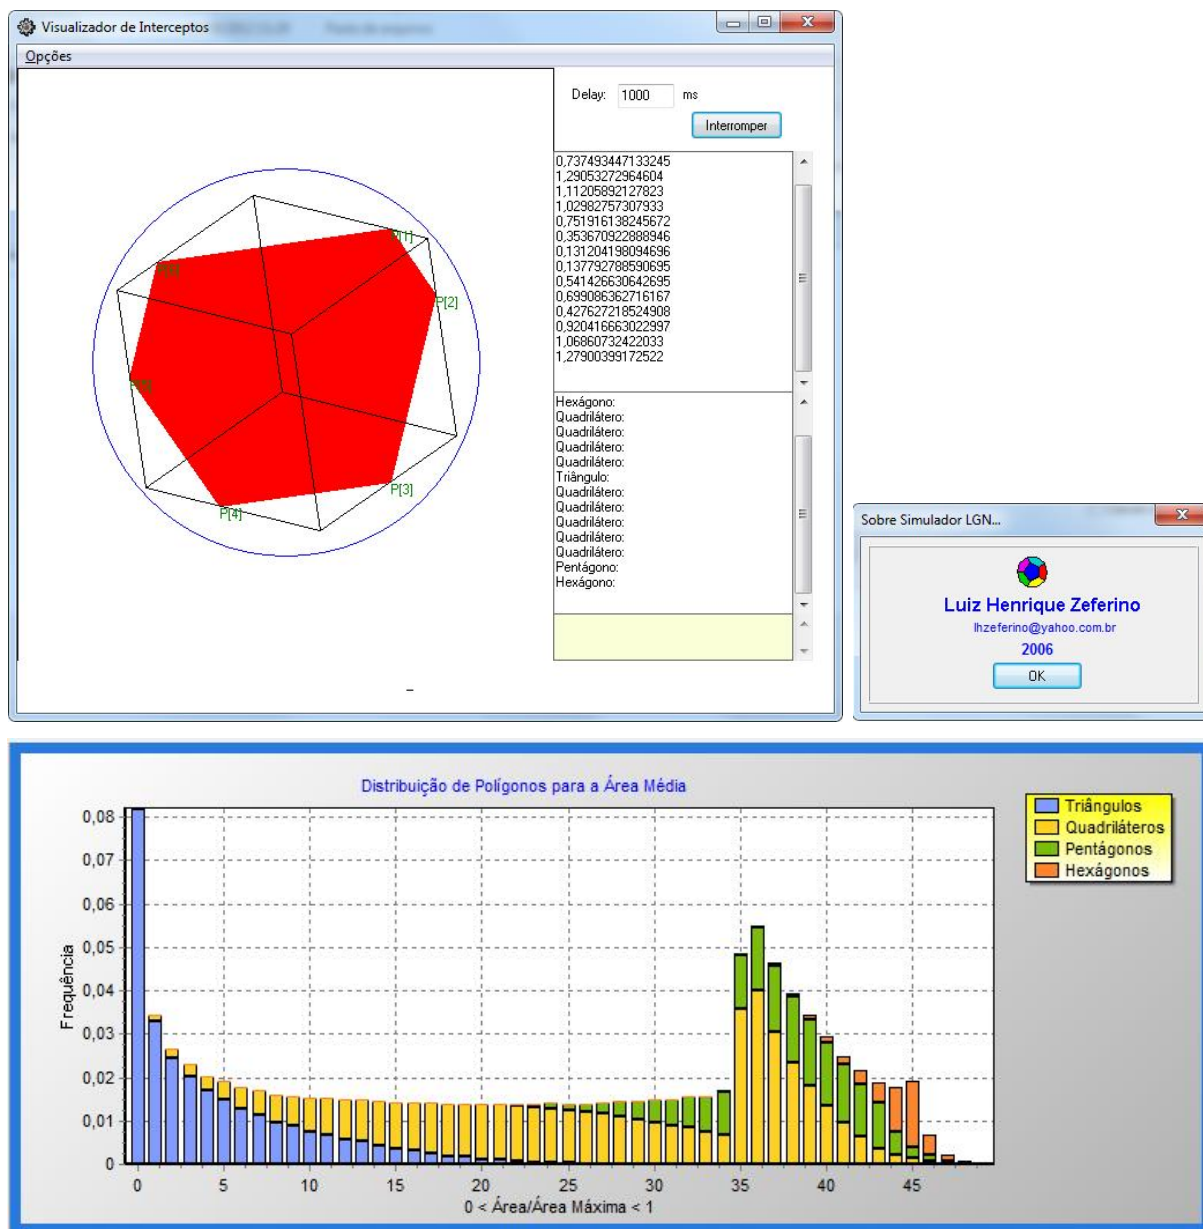 Visualizador de Interceptos
Opções
Delay: 1000 ms
Interromper
P[1]
P[2]
P[3]
P[4]
0,737493447133245
1,29053272964604
1,11205892127823
1,02982757307933
0,751916138245672
0,353670922888946
0,131204198094696
0,137792788590695
0,541426630642695
0,699086362716167
0,427627218524908
0,920416663022997
1,06860732422033
1,27900399172522
Hexágono:
Quadrilátero:
Quadrilátero:
Quadrilátero:
Quadrilátero:
Triângulo:
Quadrilátero:
Quadrilátero:
Quadrilátero:
Quadrilátero:
Quadrilátero:
Pentágono:
Hexágono:
Sobre Simulador LGN...
Luiz Henrique Zeferino
lhzeferino@yahoo.com.br
2006
OK
Distribuição de Polígonos para a Área Média
Triângulos
Quadriláteros
Pentágonos
Hexágonos
Frequência
0,08
0,07
0,06
0,05
0,04
0,03
0,02
0,01
0
0 5 10 15 20 25 30 35 40 45
0 < Área/Área Máxima < 1